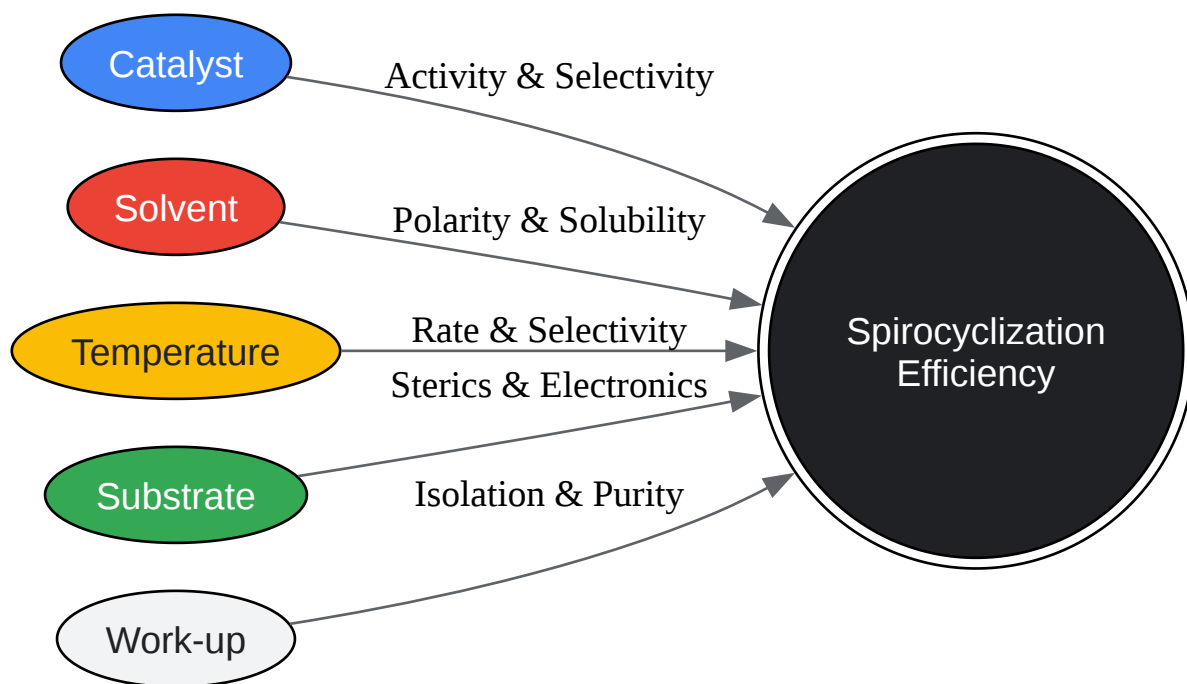 Catalyst
Activity & Selectivity
Solvent
Polarity & Solubility
Temperature
Rate & Selectivity
Sterics & Electronics
Substrate
Isolation & Purity
Work-up
Spirocyclization
Efficiency